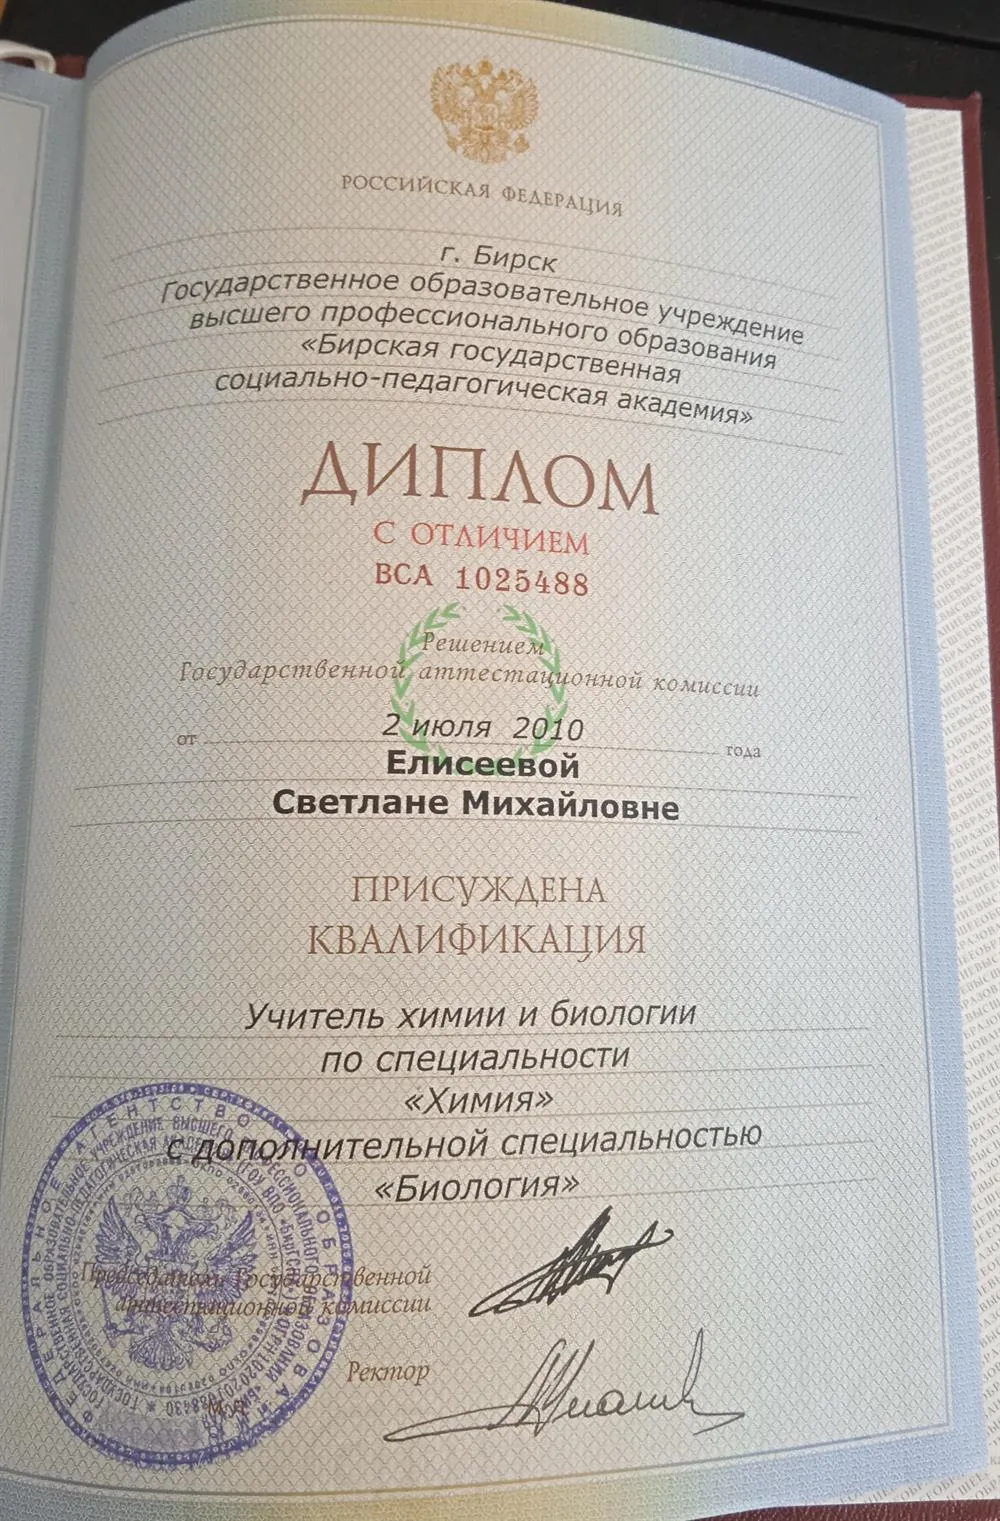 РОССИЙСКАЯ ФЕДЕРАЦИЯ
г. Бирск
Государственное образовательное учреждение
высшего профессионального образования
«Бирская государственная
социально-педагогическая академия»
ДИПЛОМ
С ОТЛИЧИЕМ
ВСА 1025488
Решением
Государственной аттестационной комиссии
от 2 июля 2010 года
Елисеевой
Светлане Михайловне
ПРИСУЖДЕНА
КВАЛИФИКАЦИЯ
Учитель химии и биологии
по специальности
«Химия»
с дополнительной специальностью
«Биология»
Председатель Государственной
аттестационной комиссии
Ректор